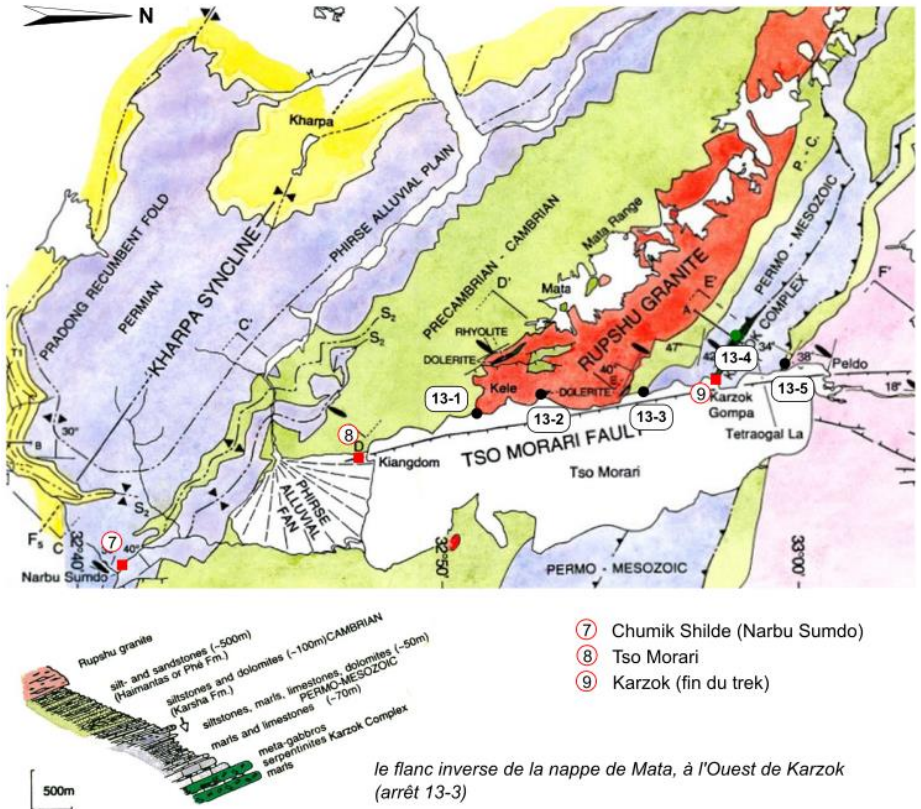 N
Kharpa
PRADONG RECUMBENT FOLD
PERMIAN
KHARPA SYNCLINE
PHIRSE ALLUVIAL PLAIN
PRECAMBRIAN - CAMBRIAN
Mata Range
Mata
RUPSHU GRANITE
P. - C.
PERMO - MESOZOIC
COMPLEX
T1
B
30°
C'
S2
S2
D'
RHYOLITE
DOLERITE
Kele
DOLERITE
40°
E
E'
A
47°
34°
38°
F'
18°
Peldo
13-1
13-2
13-3
13-4
13-5
9
Karzok
Gompa
Tetraogal La
8
D
Kiangdom
TSO MORARI FAULT
Tso Morari
PHIRSE
ALLUVIAL
FAN
S2
F5
C
7
40°
32°40'
Narbu Sumdo
32°50'
33°00'
PERMO - MESOZOIC
Rupshu granite
silt- and sandstones (~500m)
(Haimantas or Phé Fm.)
siltstones and dolomites (~100m) CAMBRIAN
(Karsha Fm.)
siltstones, marls, limestones, dolomites (~50m)
PERMO-MESOZOIC
marls and limestones (~70m)
meta-gabbros
serpentinites Karzok Complex
marls
500m
7 Chumik Shilde (Narbu Sumdo)
8 Tso Morari
9 Karzok (fin du trek)
le flanc inverse de la nappe de Mata, à l'Ouest de Karzok
(arrêt 13-3)